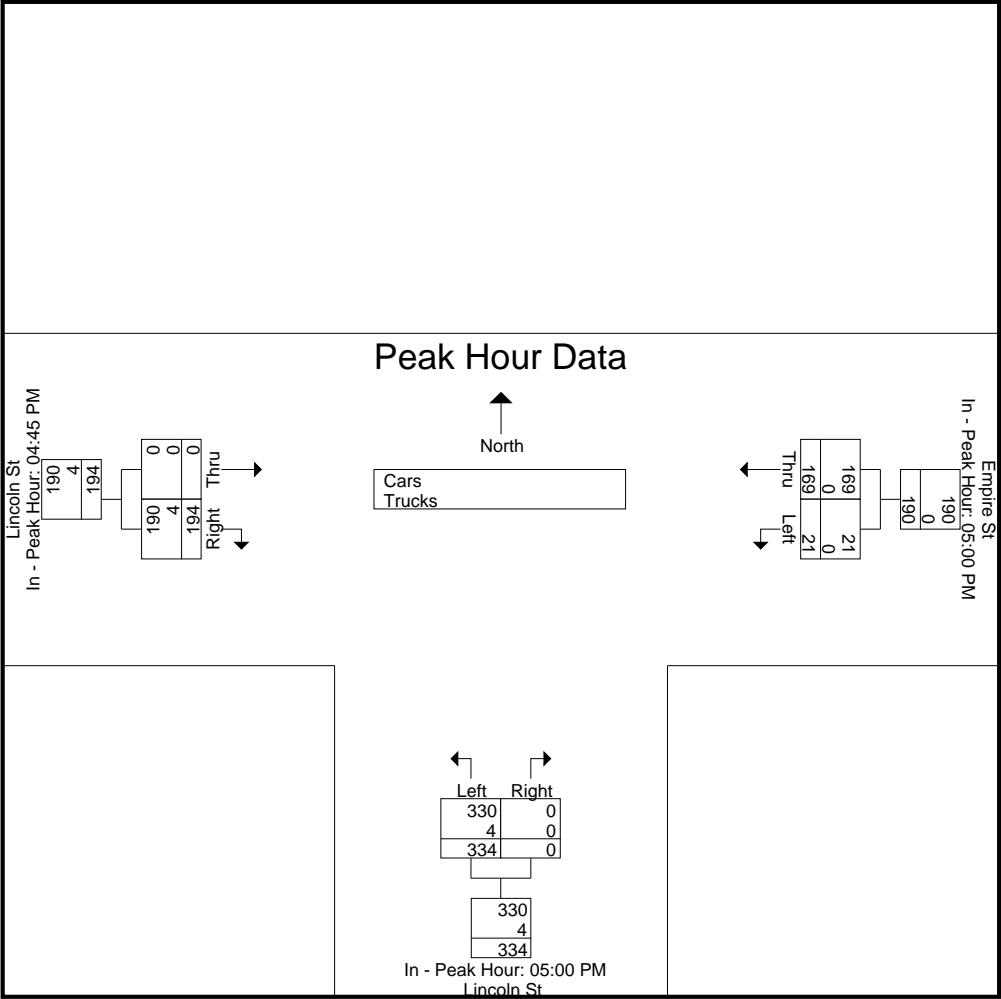 Peak Hour Data
North
Cars
Trucks
Lincoln St
In - Peak Hour: 04:45 PM
190
4
194
Thru
0
0
0
Right
190
4
194
Empire St
In - Peak Hour: 05:00 PM
190
0
190
Thru
169
0
169
Left
21
0
21
Left Right
330 0
4 0
334 0
330
4
334
In - Peak Hour: 05:00 PM
Lincoln St